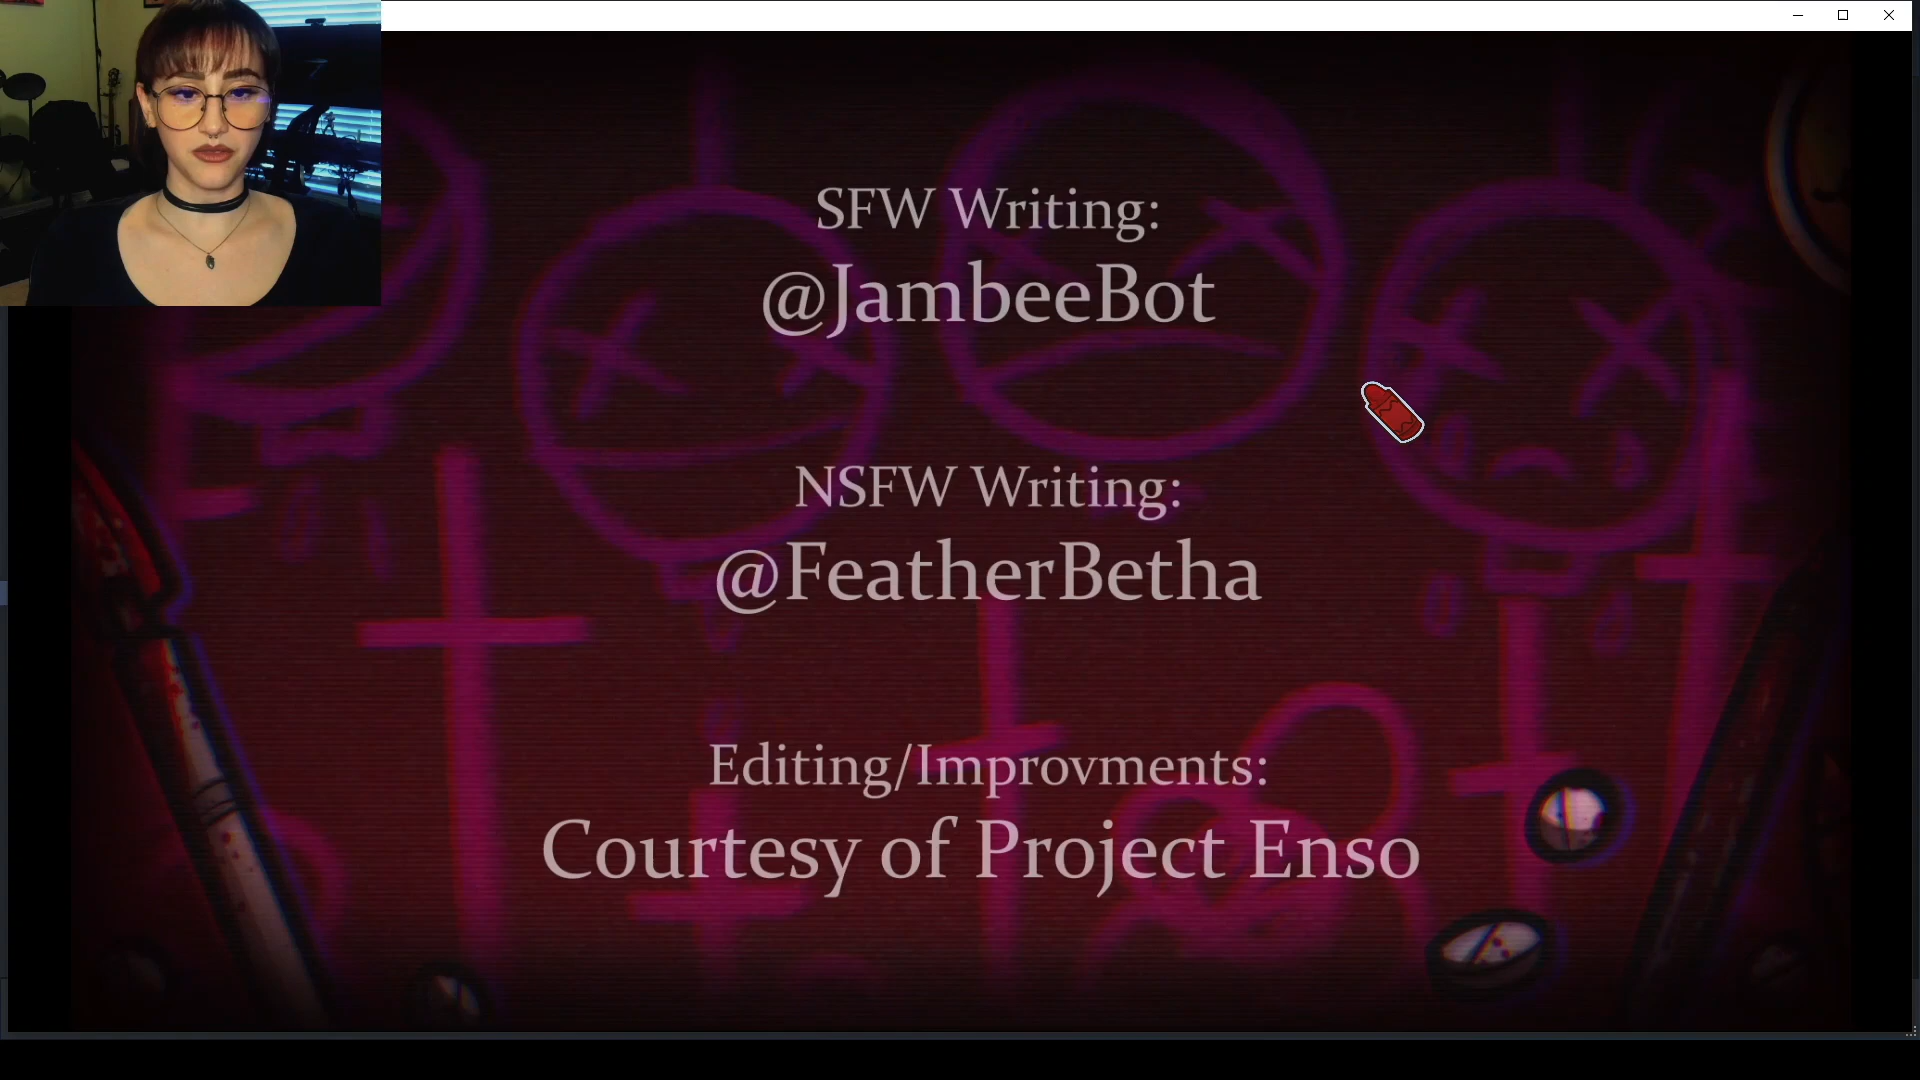 SFW Writing:
@JambeeBot
NSFW Writing:
@FeatherBetha
Editing/Improvments:
Courtesy of Project Enso